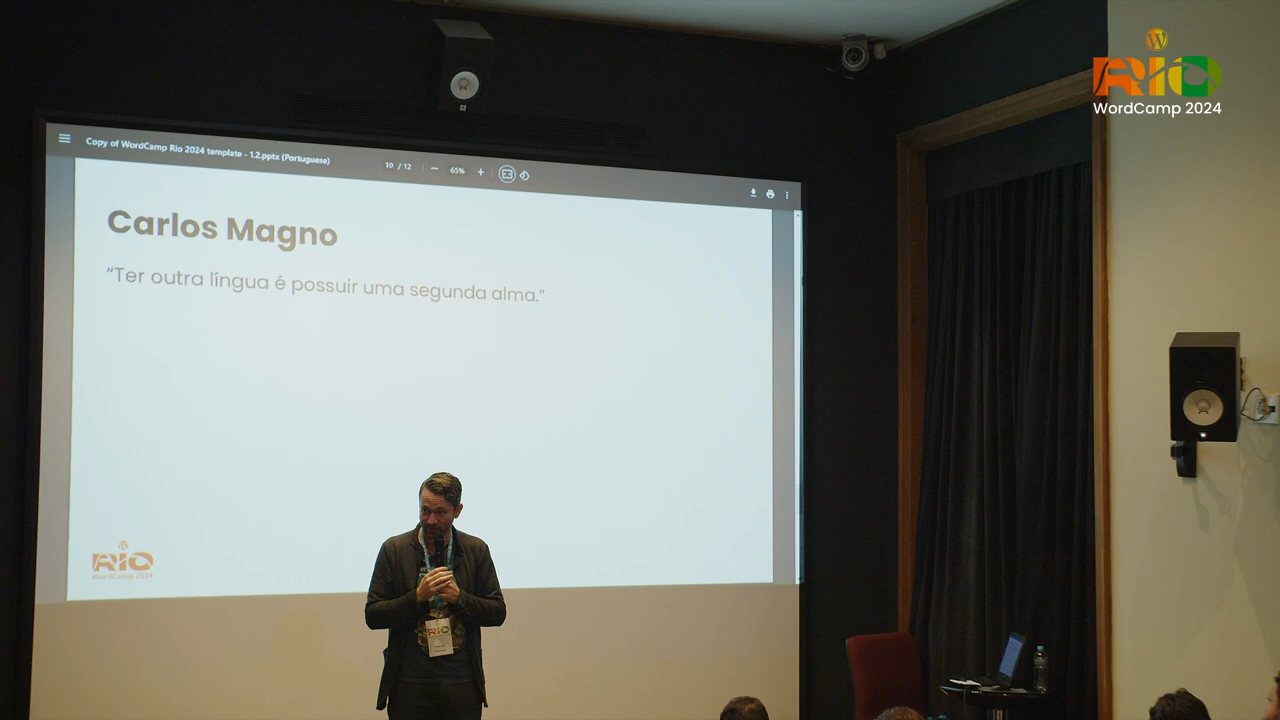 RIO
WordCamp 2024
Copy of WordCamp Rio 2024 template - 1.2.pptx (Portuguese)
10 / 12
65%
Carlos Magno
“Ter outra língua é possuir uma segunda alma.”
RIO
WordCamp 2024
RIO